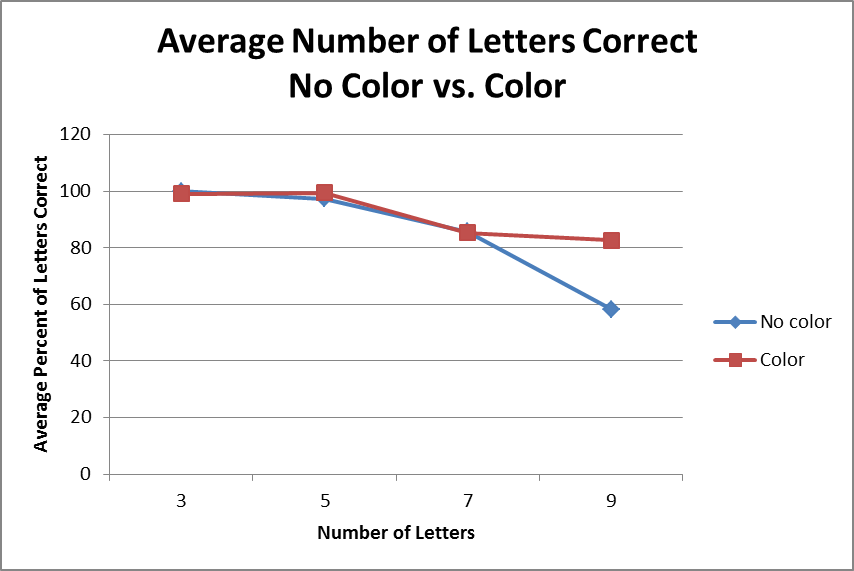 Average Number of Letters Correct
No Color vs. Color
Average Percent of Letters Correct
120
100
80
60
40
20
0
3 5 7 9
Number of Letters
No color
Color